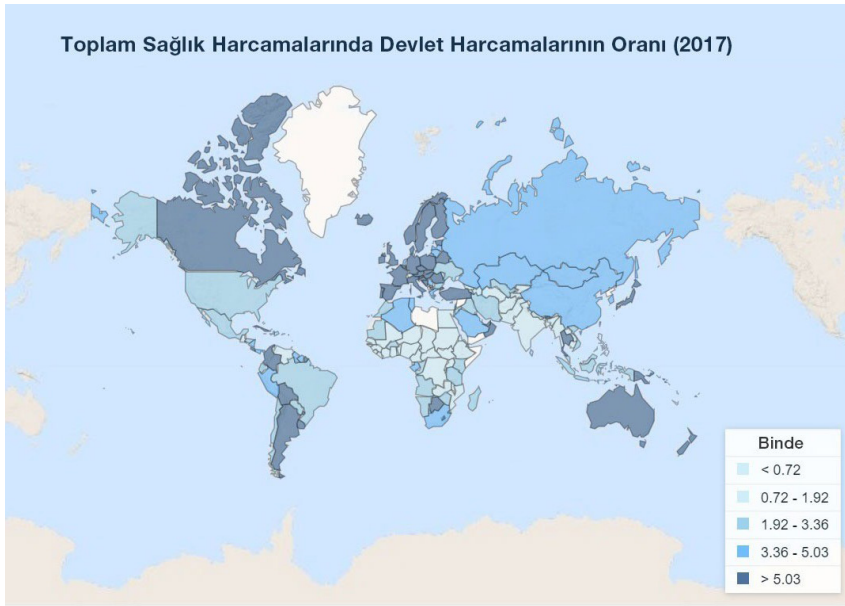 Toplam Sağlık Harcamalarında Devlet Harcamalarının Oranı (2017)
Binde
< 0.72
0.72 - 1.92
1.92 - 3.36
3.36 - 5.03
> 5.03